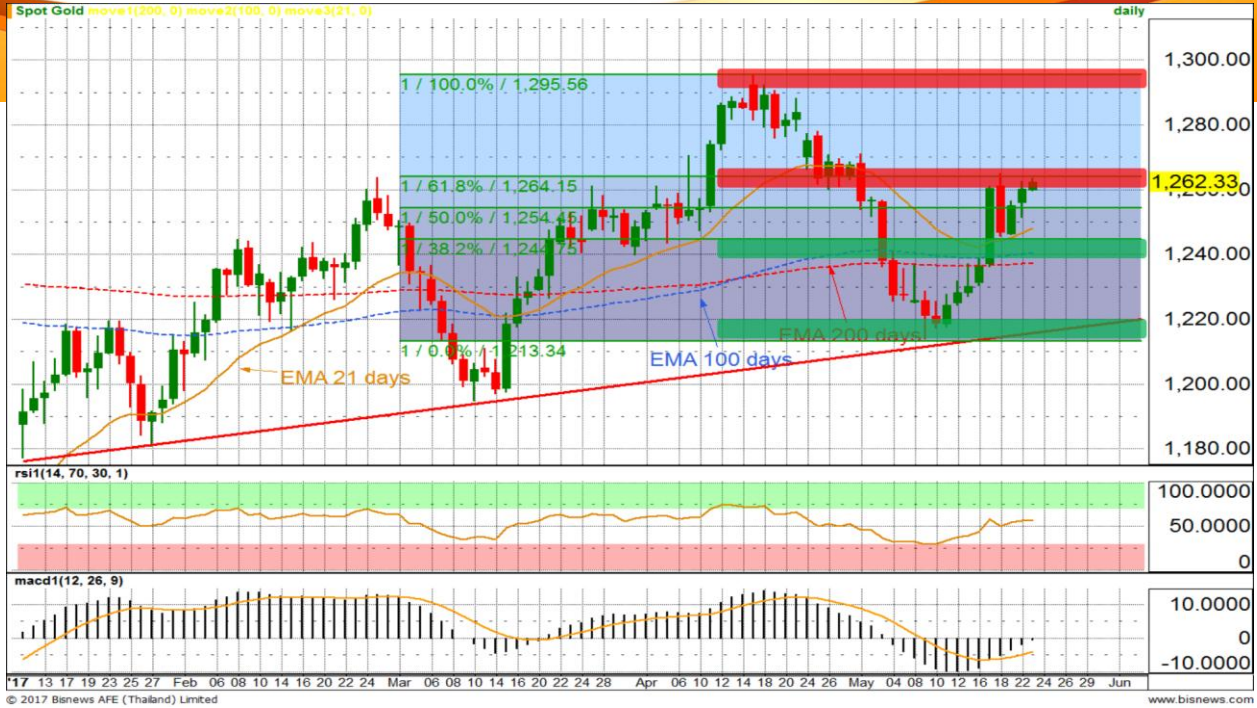 Spot Gold move1(200, 0) move2(100, 0) move3(21, 0)
daily
1,300.00
1 / 100.0% / 1,295.56
1,280.00
1 / 61.8% / 1,264.15
1,262.33
1 / 50.0% / 1,254.45
1 / 38.2% / 1,244.75
1,240.00
1,220.00
EMA 200 days
1 / 0.0% / 1,213.34
EMA 100 days
EMA 21 days
1,200.00
1,180.00
rsi1(14, 70, 30, 1)
100.0000
50.0000
0
macd1(12, 26, 9)
10.0000
0
-10.0000
'17 13 17 19 23 25 27 Feb 06 08 10 14 16 20 22 24 Mar 06 08 10 14 16 20 22 24 28 Apr 06 10 12 14 18 20 24 26 May 04 08 10 12 16 18 22 24 26 29 Jun
© 2017 Bisnews AFE (Thailand) Limited
www.bisnews.com